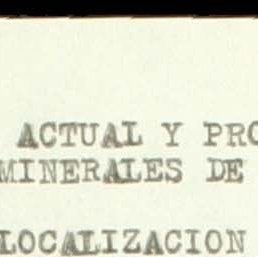 ACTUAL Y PRO
MINERALES DE
LOCALIZACION